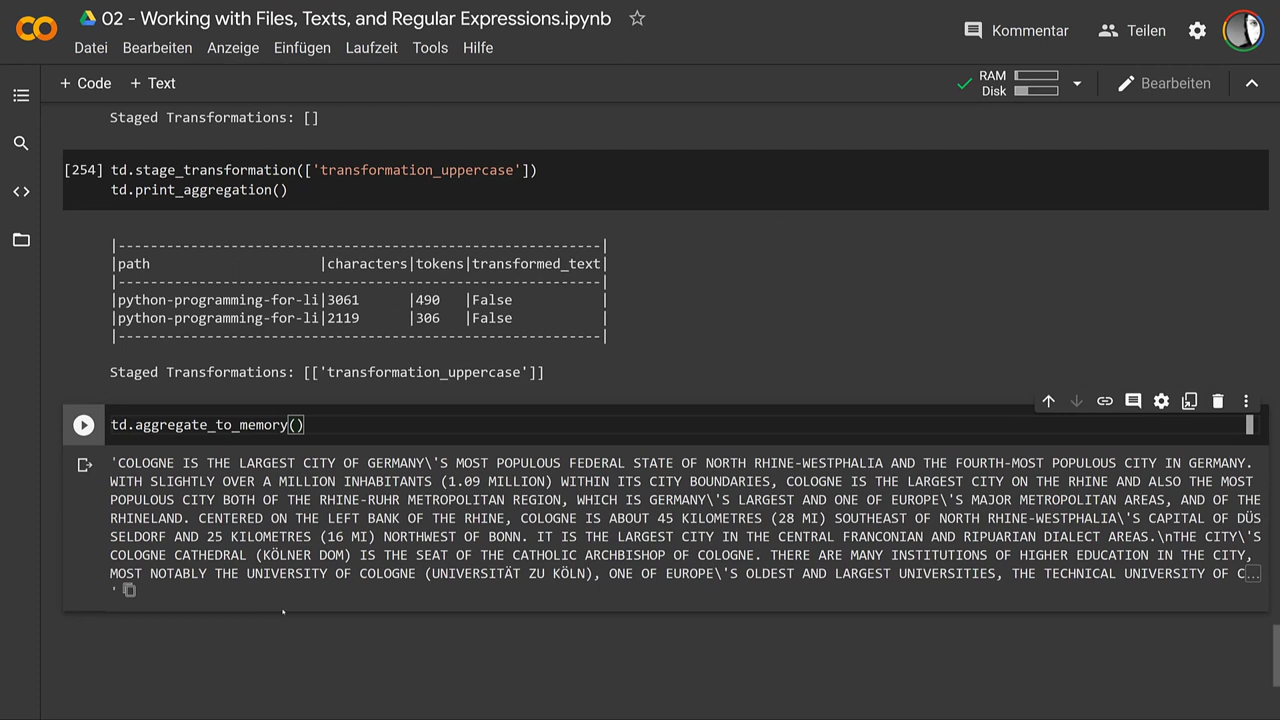 02 - Working with Files, Texts, and Regular Expressions.ipynb
Kommentar
Teilen
Datei Bearbeiten Anzeige Einfügen Laufzeit Tools Hilfe
+ Code + Text
RAM
Disk
Bearbeiten
Staged Transformations: []
[254] td.stage_transformation(['transformation_uppercase'])
td.print_aggregation()
|------------------------------------------------------------|
|path                     |characters|tokens|transformed_text|
|------------------------------------------------------------|
|python-programming-for-li|3061      |490   |False           |
|python-programming-for-li|2119      |306   |False           |
|------------------------------------------------------------|
Staged Transformations: [['transformation_uppercase']]
td.aggregate_to_memory()
'COLOGNE IS THE LARGEST CITY OF GERMANY\'S MOST POPULOUS FEDERAL STATE OF NORTH RHINE-WESTPHALIA AND THE FOURTH-MOST POPULOUS CITY IN GERMANY.
WITH SLIGHTLY OVER A MILLION INHABITANTS (1.09 MILLION) WITHIN ITS CITY BOUNDARIES, COLOGNE IS THE LARGEST CITY ON THE RHINE AND ALSO THE MOST
POPULOUS CITY BOTH OF THE RHINE-RUHR METROPOLITAN REGION, WHICH IS GERMANY\'S LARGEST AND ONE OF EUROPE\'S MAJOR METROPOLITAN AREAS, AND OF THE
RHINELAND. CENTERED ON THE LEFT BANK OF THE RHINE, COLOGNE IS ABOUT 45 KILOMETRES (28 MI) SOUTHEAST OF NORTH RHINE-WESTPHALIA\'S CAPITAL OF DÜS
SELDORF AND 25 KILOMETRES (16 MI) NORTHWEST OF BONN. IT IS THE LARGEST CITY IN THE CENTRAL FRANCONIAN AND RIPUARIAN DIALECT AREAS.\nTHE CITY\'S
COLOGNE CATHEDRAL (KÖLNER DOM) IS THE SEAT OF THE CATHOLIC ARCHBISHOP OF COLOGNE. THERE ARE MANY INSTITUTIONS OF HIGHER EDUCATION IN THE CITY,
MOST NOTABLY THE UNIVERSITY OF COLOGNE (UNIVERSITÄT ZU KÖLN), ONE OF EUROPE\'S OLDEST AND LARGEST UNIVERSITIES, THE TECHNICAL UNIVERSITY OF C...
'